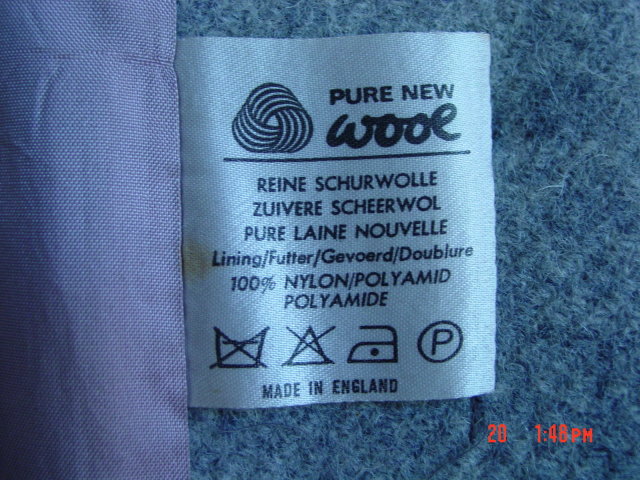 PURE NEW
wool
REINE SCHURWOLLE
ZUIVERE SCHEERWOL
PURE LAINE NOUVELLE
Lining/Futter/Gevoerd/Doublure
100% NYLON/POLYAMID
POLYAMIDE
P
MADE IN ENGLAND
28 1:48PM